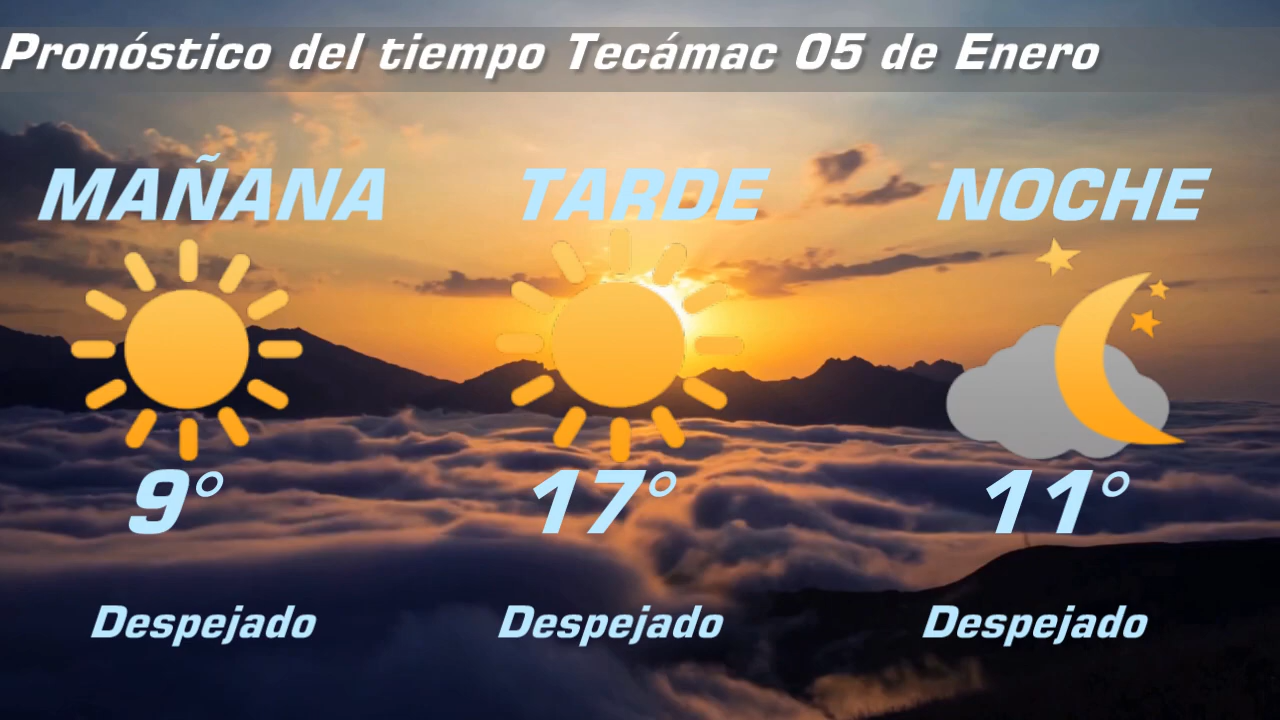 Pronóstico del tiempo Tecámac 05 de Enero
MAÑANA TARDE NOCHE
9° 17° 11°
Despejado Despejado Despejado